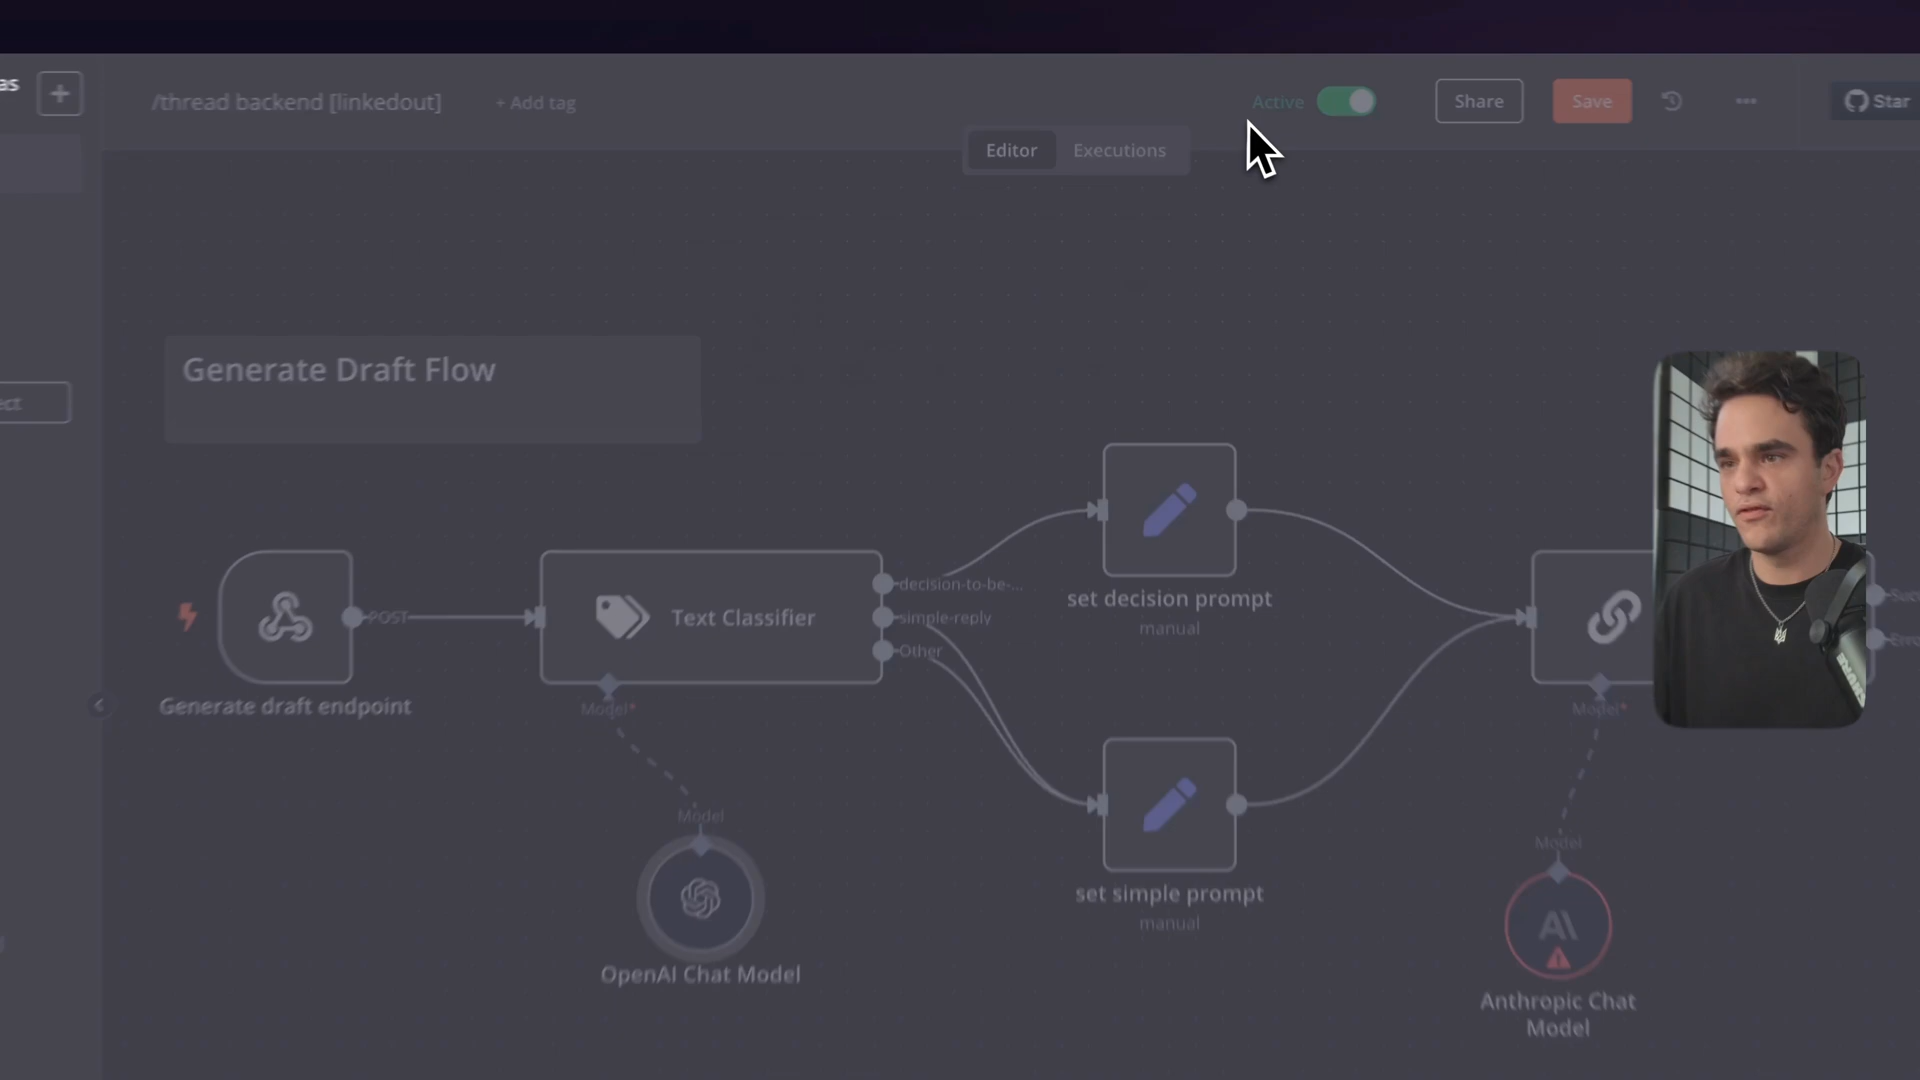 as
/thread backend [linkedout]
+ Add tag
Active
Share
Save
Star
Editor
Executions
Generate Draft Flow
ect
POST
Text Classifier
decision-to-be-...
simple-reply
Other
set decision prompt
manual
Generate draft endpoint
Model*
Model*
Model
Model
set simple prompt
manual
OpenAI Chat Model
Anthropic Chat
Model